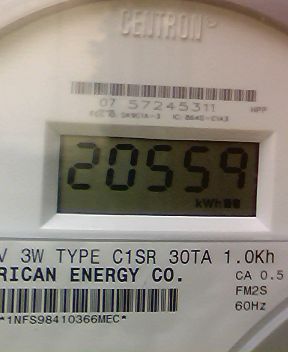 CENTRON
07 57245311
20559
kWh
V 3W TYPE C1SR 30TA 1.0Kh
RICAN ENERGY CO.
CA 0.5
FM2S
60Hz
*1NFS98410366MEC*